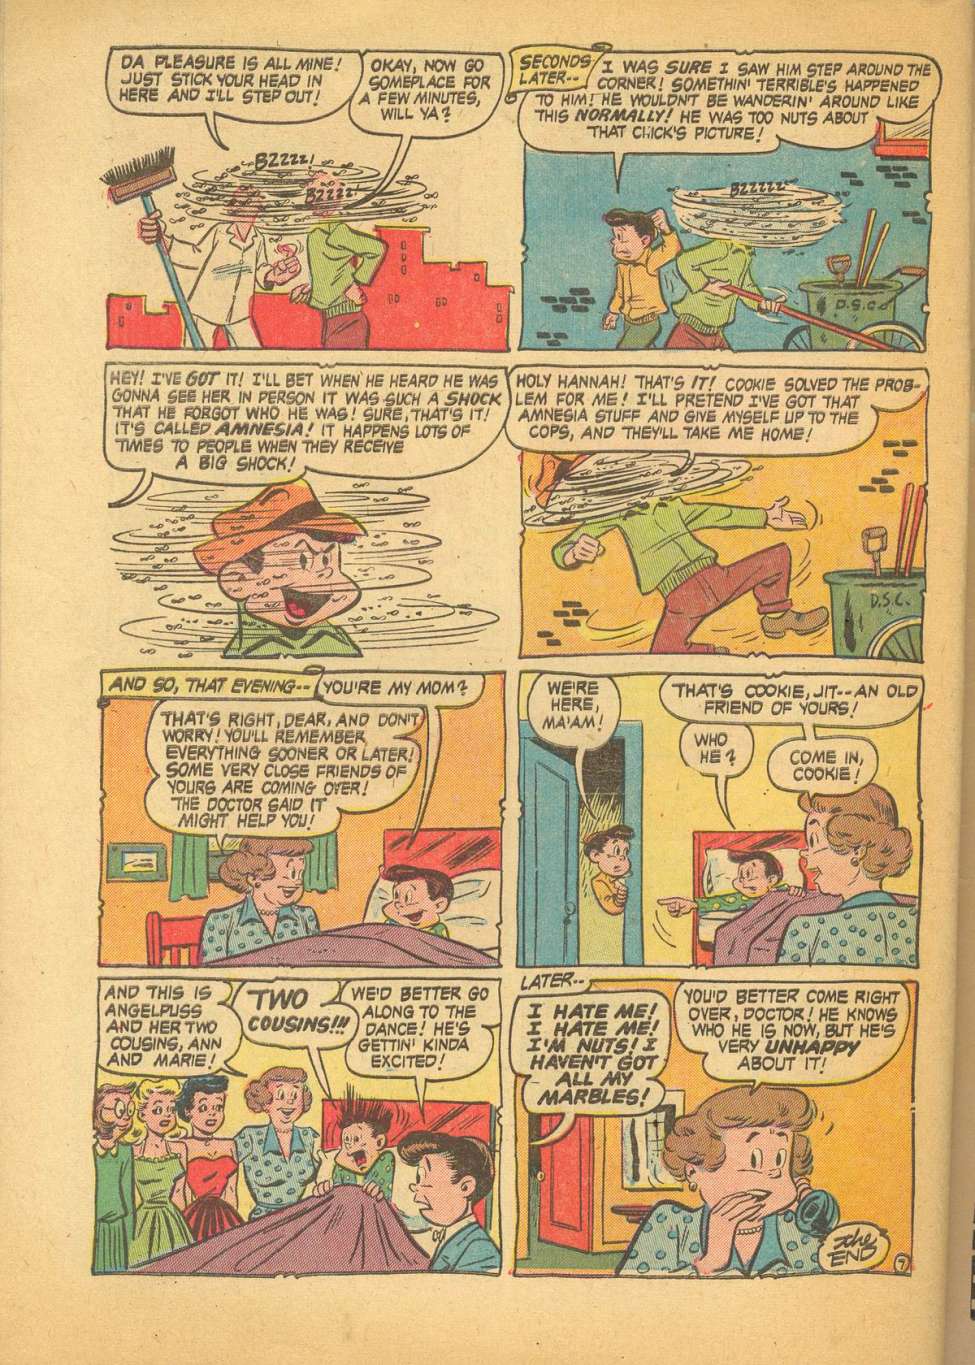 DA PLEASURE IS ALL MINE!
JUST STICK YOUR HEAD IN
HERE AND I'LL STEP OUT!
OKAY, NOW GO
SOMEPLACE FOR
A FEW MINUTES,
WILL YA?
BZZZZ!
BZZZZ!
SECONDS
LATER--
I WAS SURE I SAW HIM STEP AROUND THE
CORNER! SOMETHIN' TERRIBLE'S HAPPENED
TO HIM! HE WOULDN'T BE WANDERIN' AROUND LIKE
THIS NORMALLY! HE WAS TOO NUTS ABOUT
THAT CHICK'S PICTURE!
BZZZZZ
D.S.C.
HEY! I'VE GOT IT! I'LL BET WHEN HE HEARD HE WAS
GONNA SEE HER IN PERSON IT WAS SUCH A SHOCK
THAT HE FORGOT WHO HE WAS! SURE, THAT'S IT!
IT'S CALLED AMNESIA! IT HAPPENS LOTS OF
TIMES TO PEOPLE WHEN THEY RECEIVE
A BIG SHOCK!
HOLY HANNAH! THAT'S IT! COOKIE SOLVED THE PROB-
LEM FOR ME! I'LL PRETEND I'VE GOT THAT
AMNESIA STUFF AND GIVE MYSELF UP TO THE
COPS, AND THEY'LL TAKE ME HOME!
D.S.C.
AND SO, THAT EVENING--
YOU'RE MY MOM?
THAT'S RIGHT, DEAR, AND DON'T
WORRY! YOU'LL REMEMBER
EVERYTHING SOONER OR LATER!
SOME VERY CLOSE FRIENDS OF
YOURS ARE COMING OVER!
THE DOCTOR SAID IT
MIGHT HELP YOU!
WE'RE
HERE,
MA'AM!
THAT'S COOKIE, JIT--AN OLD
FRIEND OF YOURS!
WHO
HE?
COME IN,
COOKIE!
AND THIS IS
ANGELPUSS
AND HER TWO
COUSINS, ANN
AND MARIE!
TWO
COUSINS!!!
WE'D BETTER GO
ALONG TO THE
DANCE! HE'S
GETTIN' KINDA
EXCITED!
LATER--
I HATE ME!
I HATE ME!
I'M NUTS! I
HAVEN'T GOT
ALL MY
MARBLES!
YOU'D BETTER COME RIGHT
OVER, DOCTOR! HE KNOWS
WHO HE IS NOW, BUT HE'S
VERY UNHAPPY
ABOUT IT!
THE
END
7